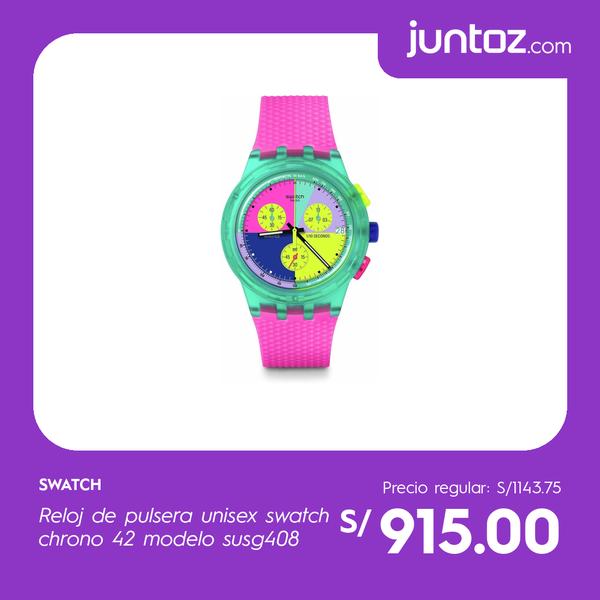 juntoz.com
swatch
28
1/10 SECONDS
SWATCH
Reloj de pulsera unisex swatch
chrono 42 modelo susg408
Precio regular: S/1143.75
S/ 915.00